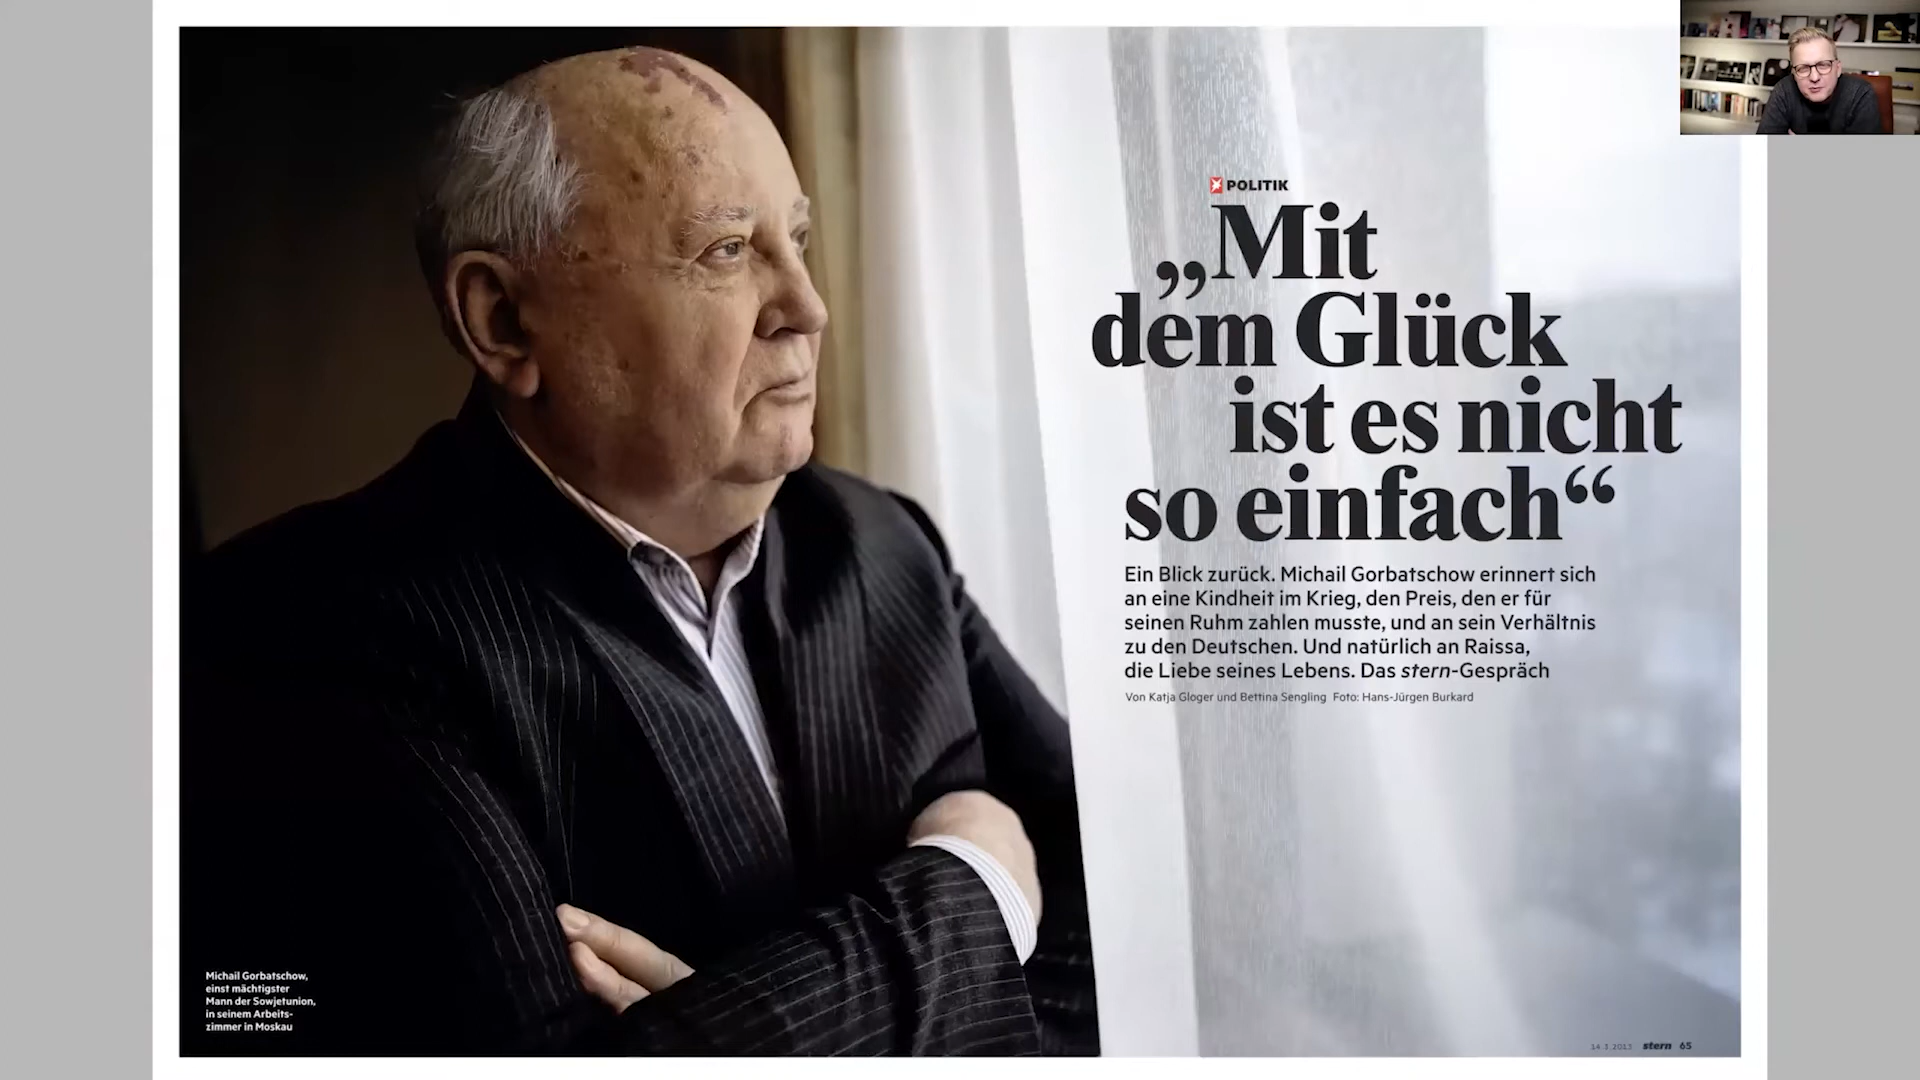 POLITIK
„Mit
dem Glück
ist es nicht
so einfach“
Ein Blick zurück. Michail Gorbatschow erinnert sich
an eine Kindheit im Krieg, den Preis, den er für
seinen Ruhm zahlen musste, und an sein Verhältnis
zu den Deutschen. Und natürlich an Raissa,
die Liebe seines Lebens. Das stern-Gespräch
Von Katja Gloger und Bettina Sengling Foto: Hans-Jürgen Burkard
Michail Gorbatschow,
einst mächtigster
Mann der Sowjetunion,
in seinem Arbeits-
zimmer in Moskau
14.3.2013 stern 65